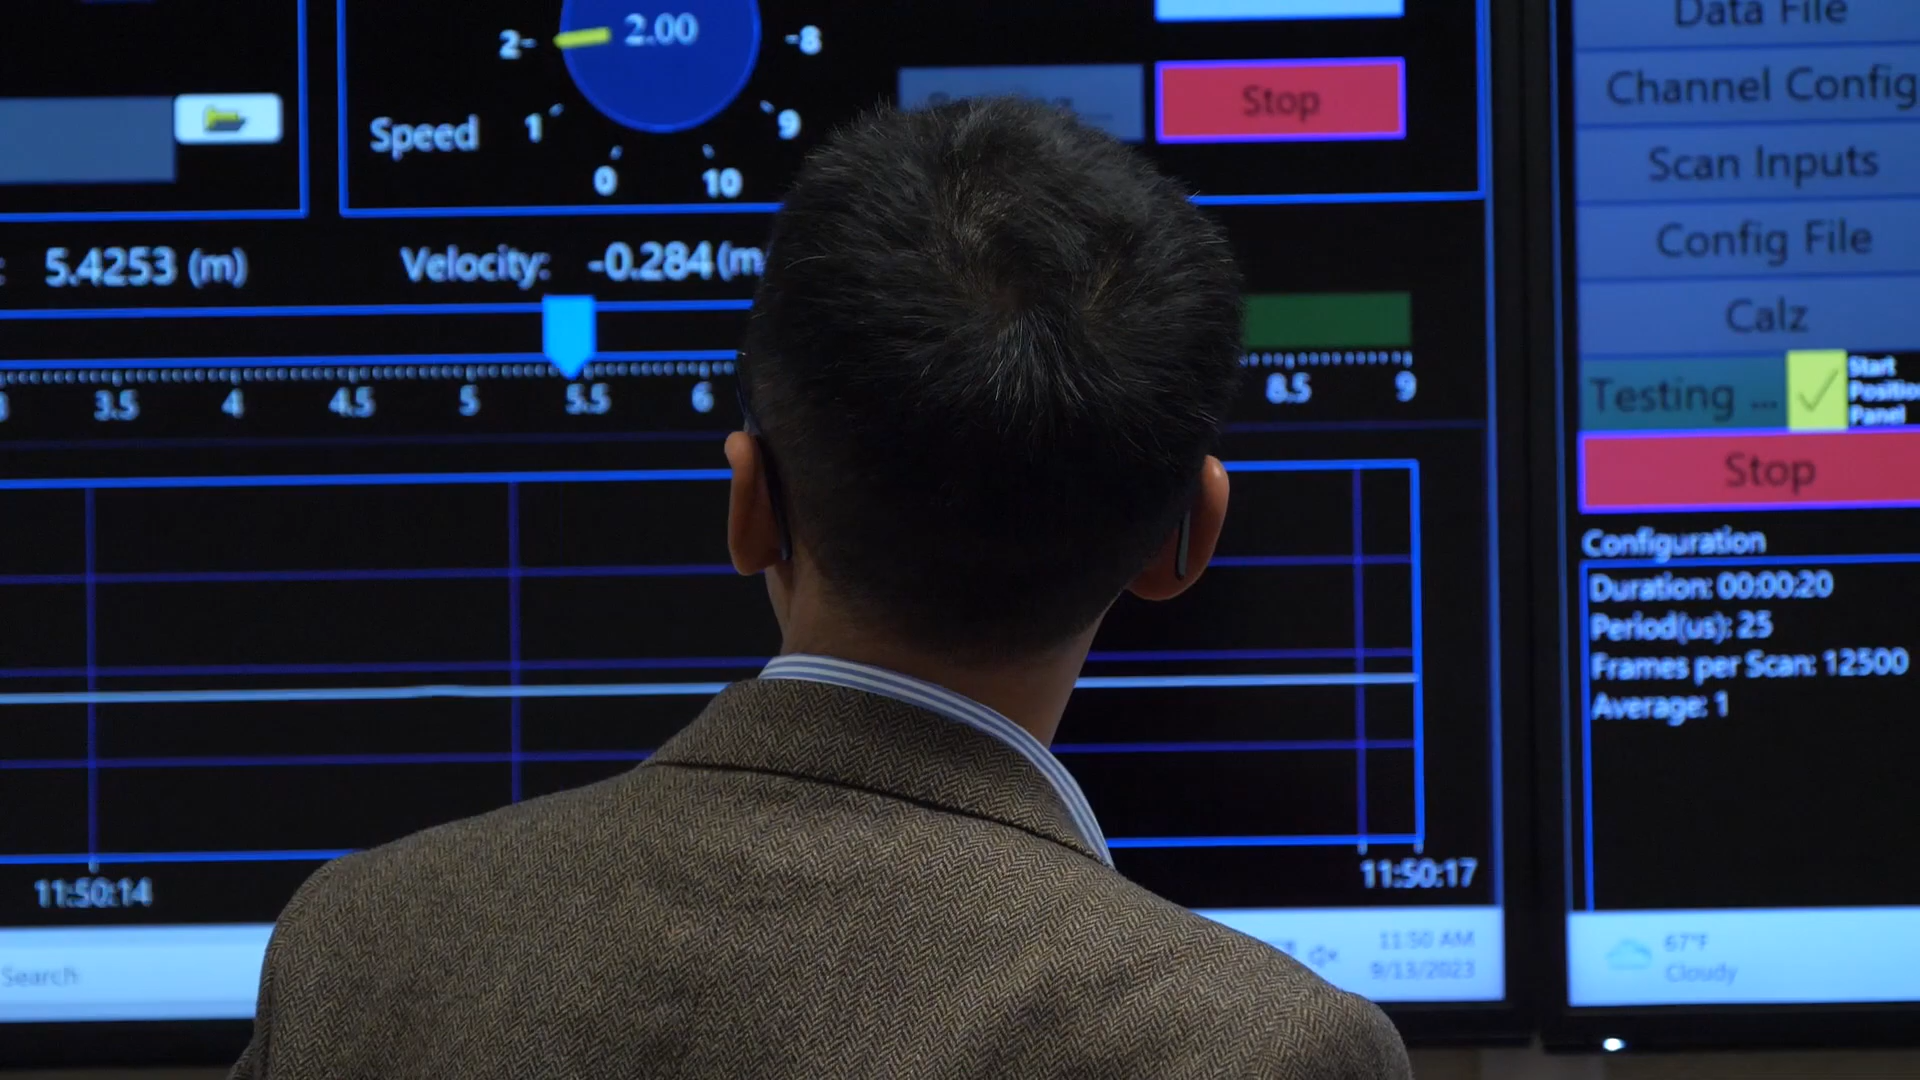 2.00
2
8
Speed
1
9
0
10
Stop
5.4253 (m)
Velocity: -0.284 (m
3.5 4 4.5 5 5.5 6 8.5 9
11:50:14
11:50:17
Search
11:50 AM
9/13/2023
Data File
Channel Config
Scan Inputs
Config File
Calz
Testing ...
Start
Position
Panel
Stop
Configuration
Duration: 00:00:20
Period(us): 25
Frames per Scan: 12500
Average: 1
67°F
Cloudy